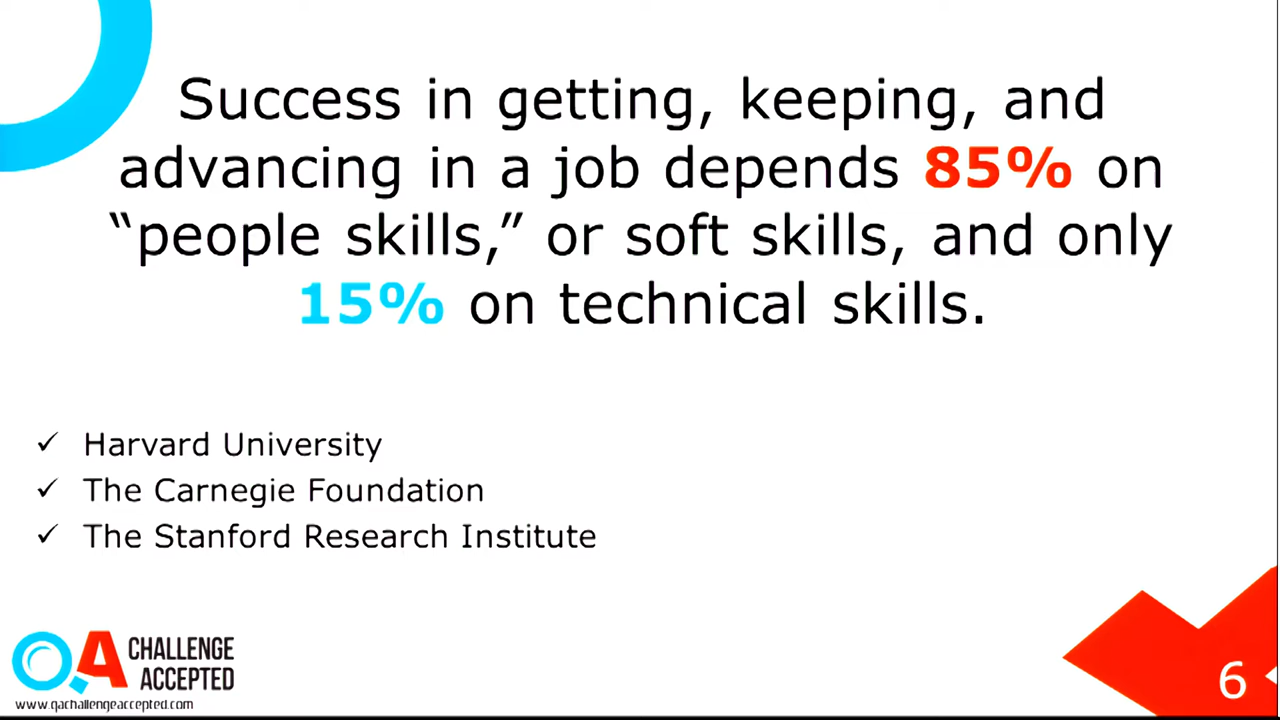 Success in getting, keeping, and
advancing in a job depends 85% on
“people skills,” or soft skills, and only
15% on technical skills.
✓ Harvard University
✓ The Carnegie Foundation
✓ The Stanford Research Institute
QA CHALLENGE
ACCEPTED
www.qachallengeaccepted.com
6